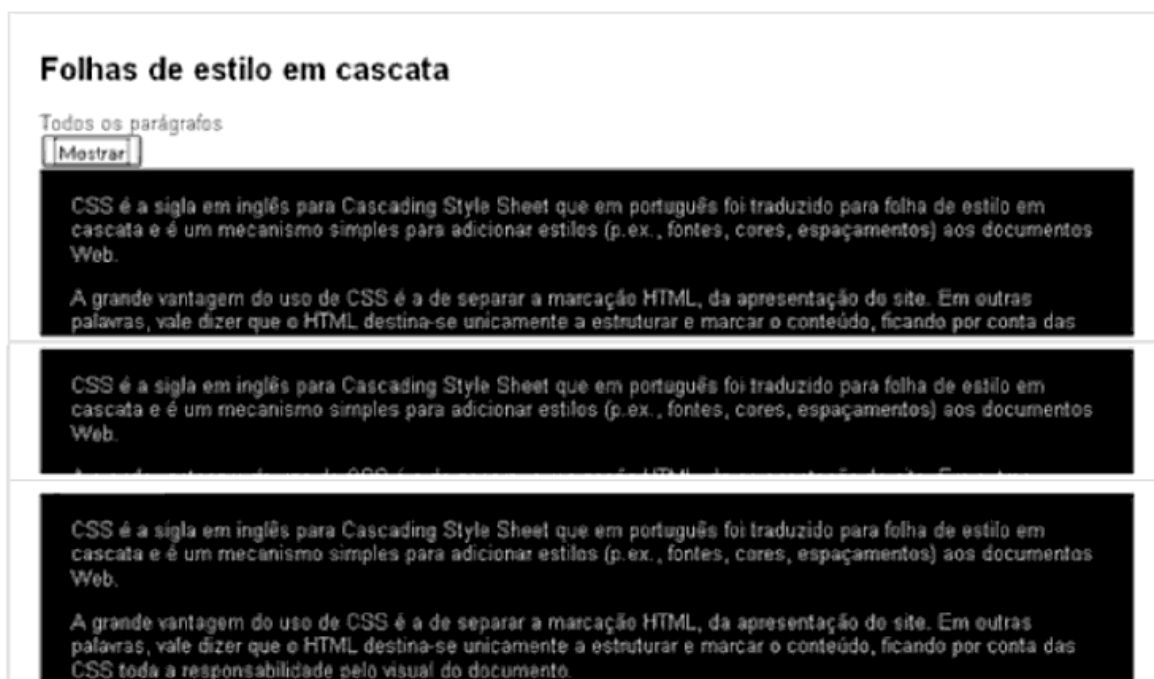 Folhas de estilo em cascata
Todos os parágrafos
Mostrar
CSS é a sigla em inglês para Cascading Style Sheet que em português foi traduzido para folha de estilo em
cascata e é um mecanismo simples para adicionar estilos (p.ex., fontes, cores, espaçamentos) aos documentos
Web.
A grande vantagem do uso de CSS é a de separar a marcação HTML, da apresentação do site. Em outras
palavras, vale dizer que o HTML destina-se unicamente a estruturar e marcar o conteúdo, ficando por conta das
CSS é a sigla em inglês para Cascading Style Sheet que em português foi traduzido para folha de estilo em
cascata e é um mecanismo simples para adicionar estilos (p.ex., fontes, cores, espaçamentos) aos documentos
Web.
CSS é a sigla em inglês para Cascading Style Sheet que em português foi traduzido para folha de estilo em
cascata e é um mecanismo simples para adicionar estilos (p.ex., fontes, cores, espaçamentos) aos documentos
Web.
A grande vantagem do uso de CSS é a de separar a marcação HTML, da apresentação do site. Em outras
palavras, vale dizer que o HTML destina-se unicamente a estruturar e marcar o conteúdo, ficando por conta das
CSS toda a responsabilidade pelo visual do documento.